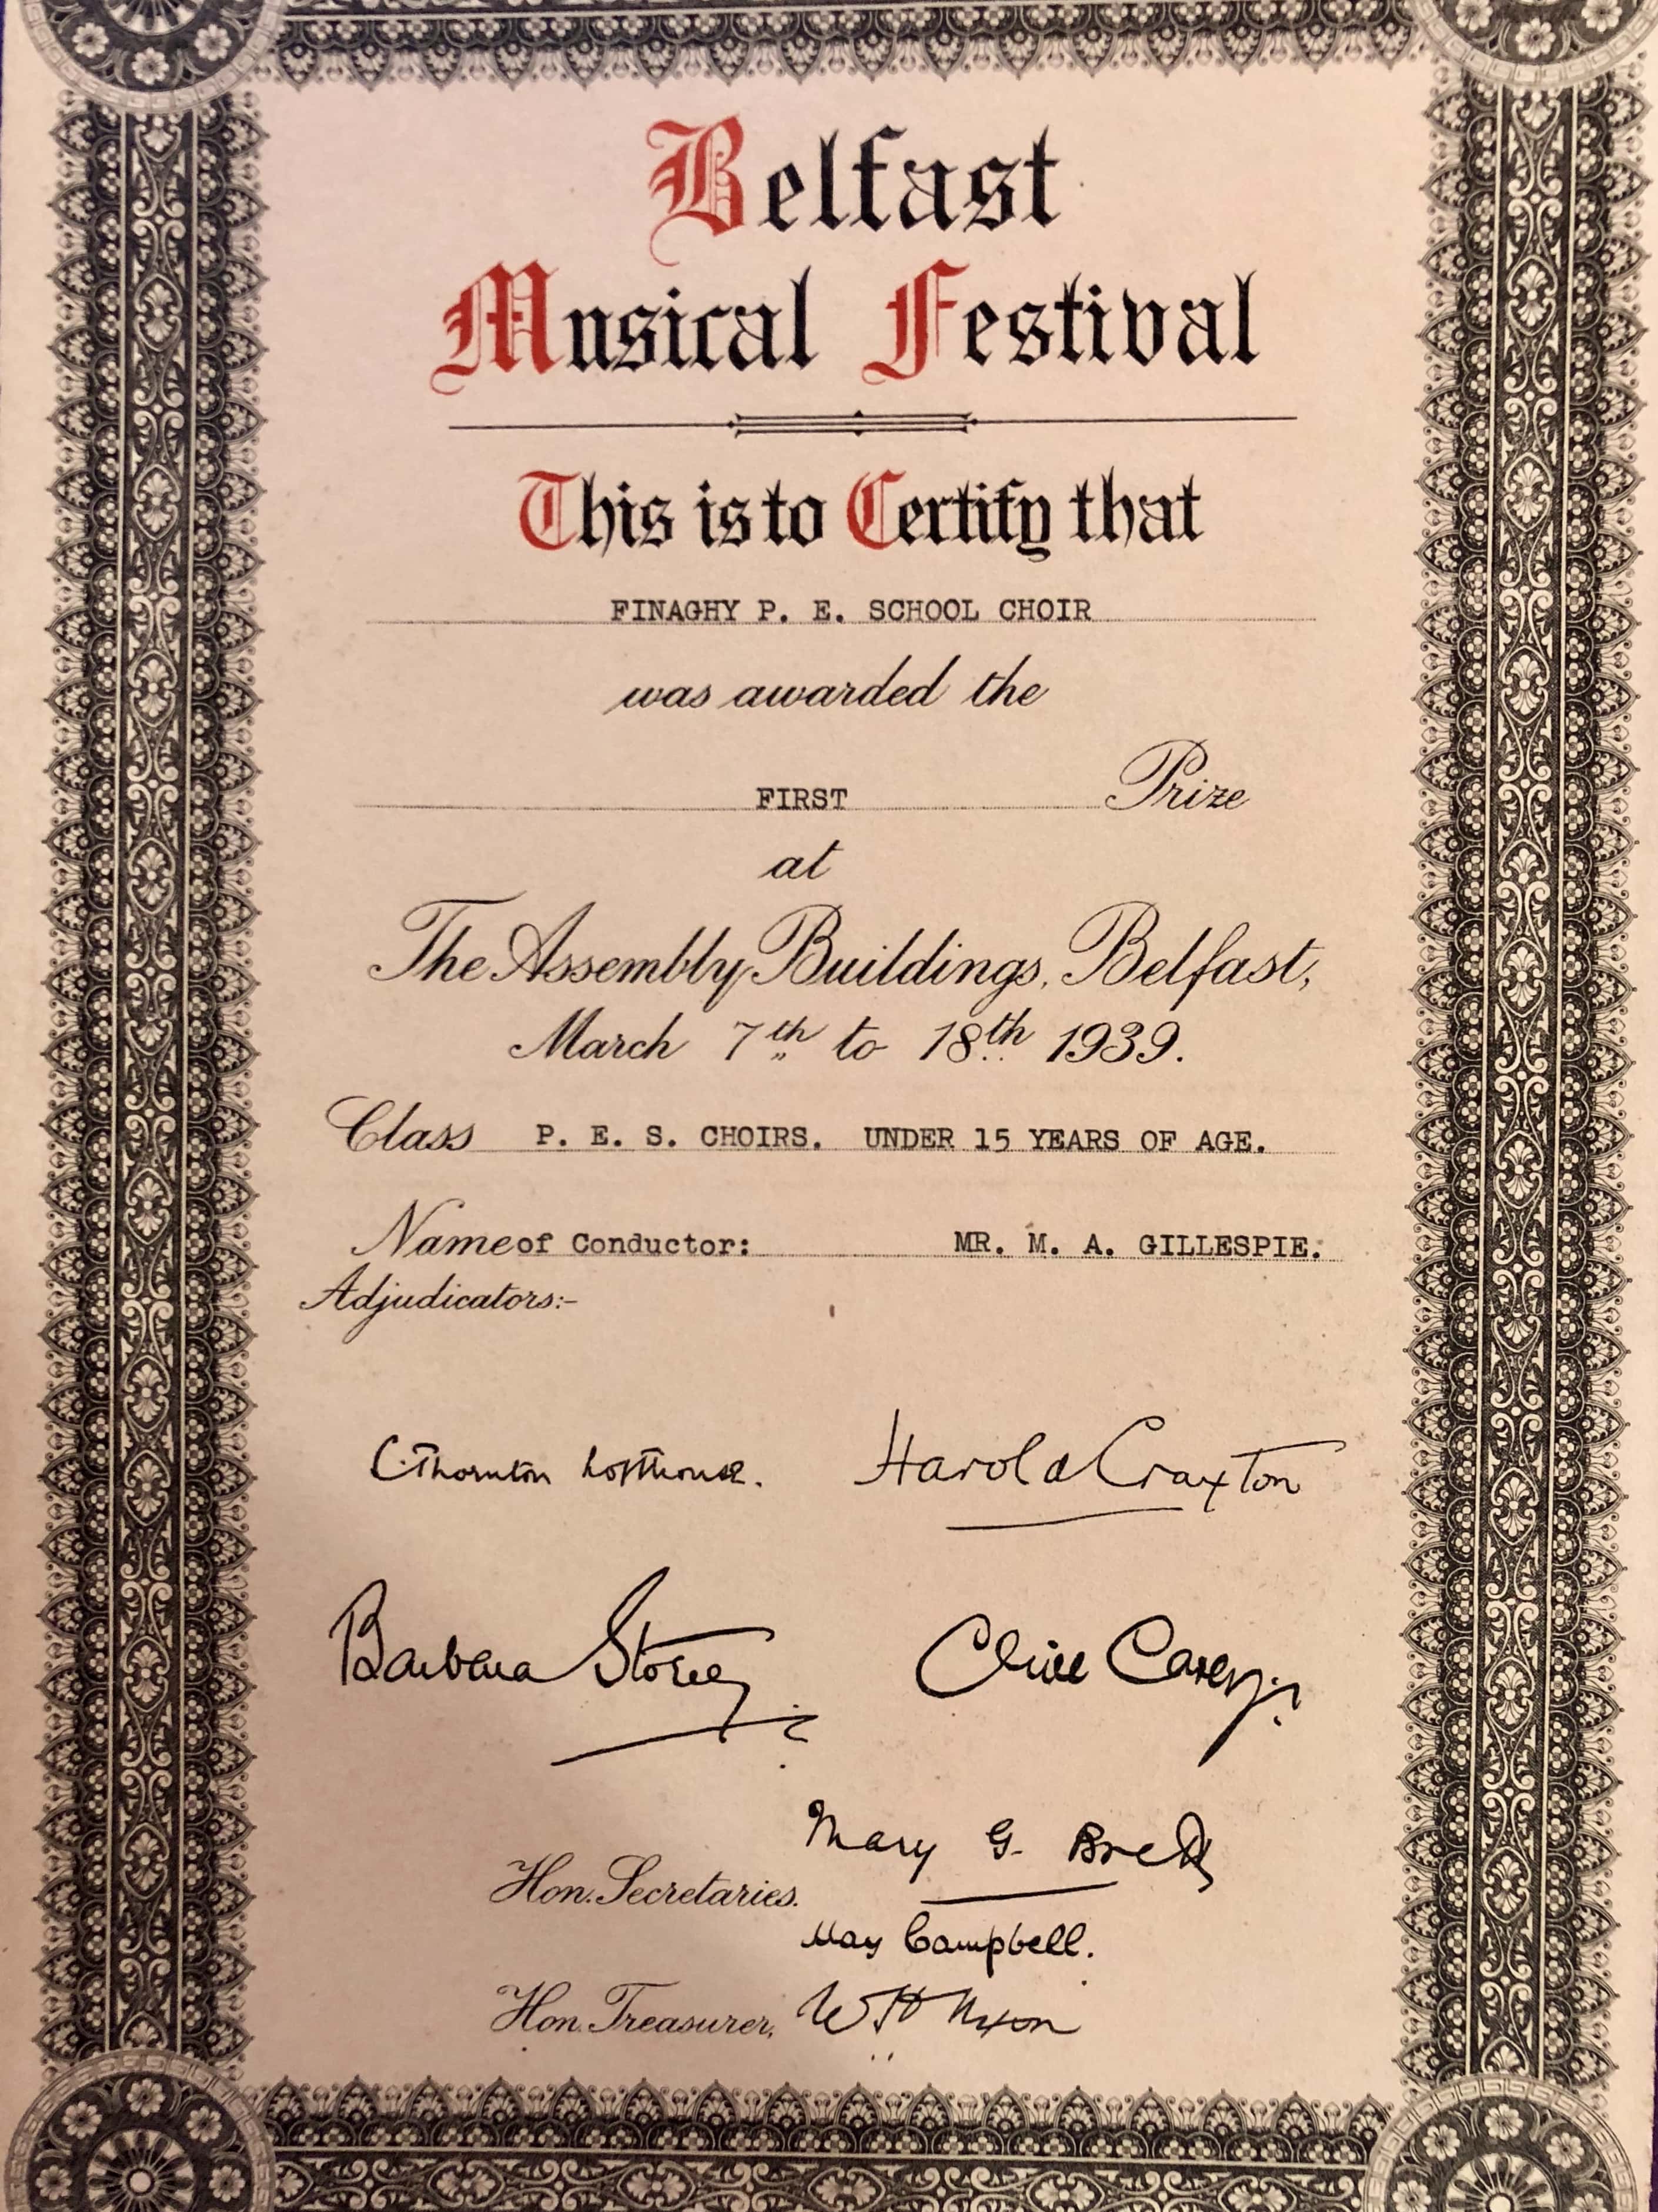 Belfast
Musical Festival
This is to Certify that
FINAGHY P. E. SCHOOL CHOIR
was awarded the
FIRST Prize
at
The Assembly Buildings, Belfast,
March 7th to 18th 1939.
Class P. E. S. CHOIRS. UNDER 15 YEARS OF AGE.
Name of Conductor: MR. M. A. GILLESPIE.
Adjudicators:-
C. Thornton Lofthouse. Harold Craxton
Barbara Storey Clive Carey
Mary G. Brett
Hon. Secretaries.
May Campbell.
Hon. Treasurer, W H Nixon